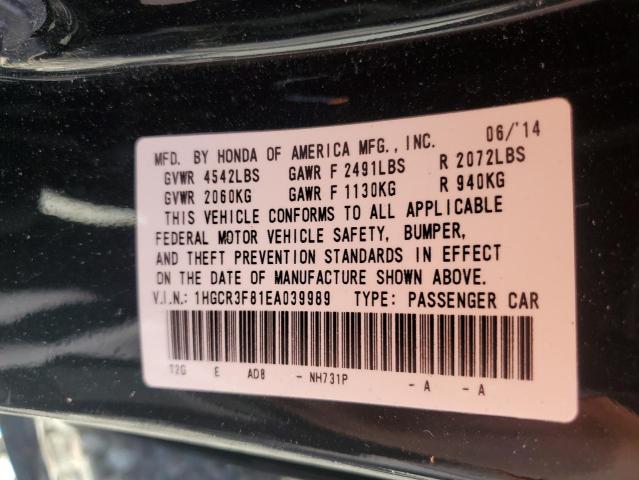 MFD. BY HONDA OF AMERICA MFG., INC. 06/'14
GVWR 4542LBS GAWR F 2491LBS R 2072LBS
GVWR 2060KG GAWR F 1130KG R 940KG
THIS VEHICLE CONFORMS TO ALL APPLICABLE
FEDERAL MOTOR VEHICLE SAFETY, BUMPER,
AND THEFT PREVENTION STANDARDS IN EFFECT
ON THE DATE OF MANUFACTURE SHOWN ABOVE.
V.I.N.: 1HGCR3F81EA039989 TYPE: PASSENGER CAR
T2G E AD8 - NH731P - A - A